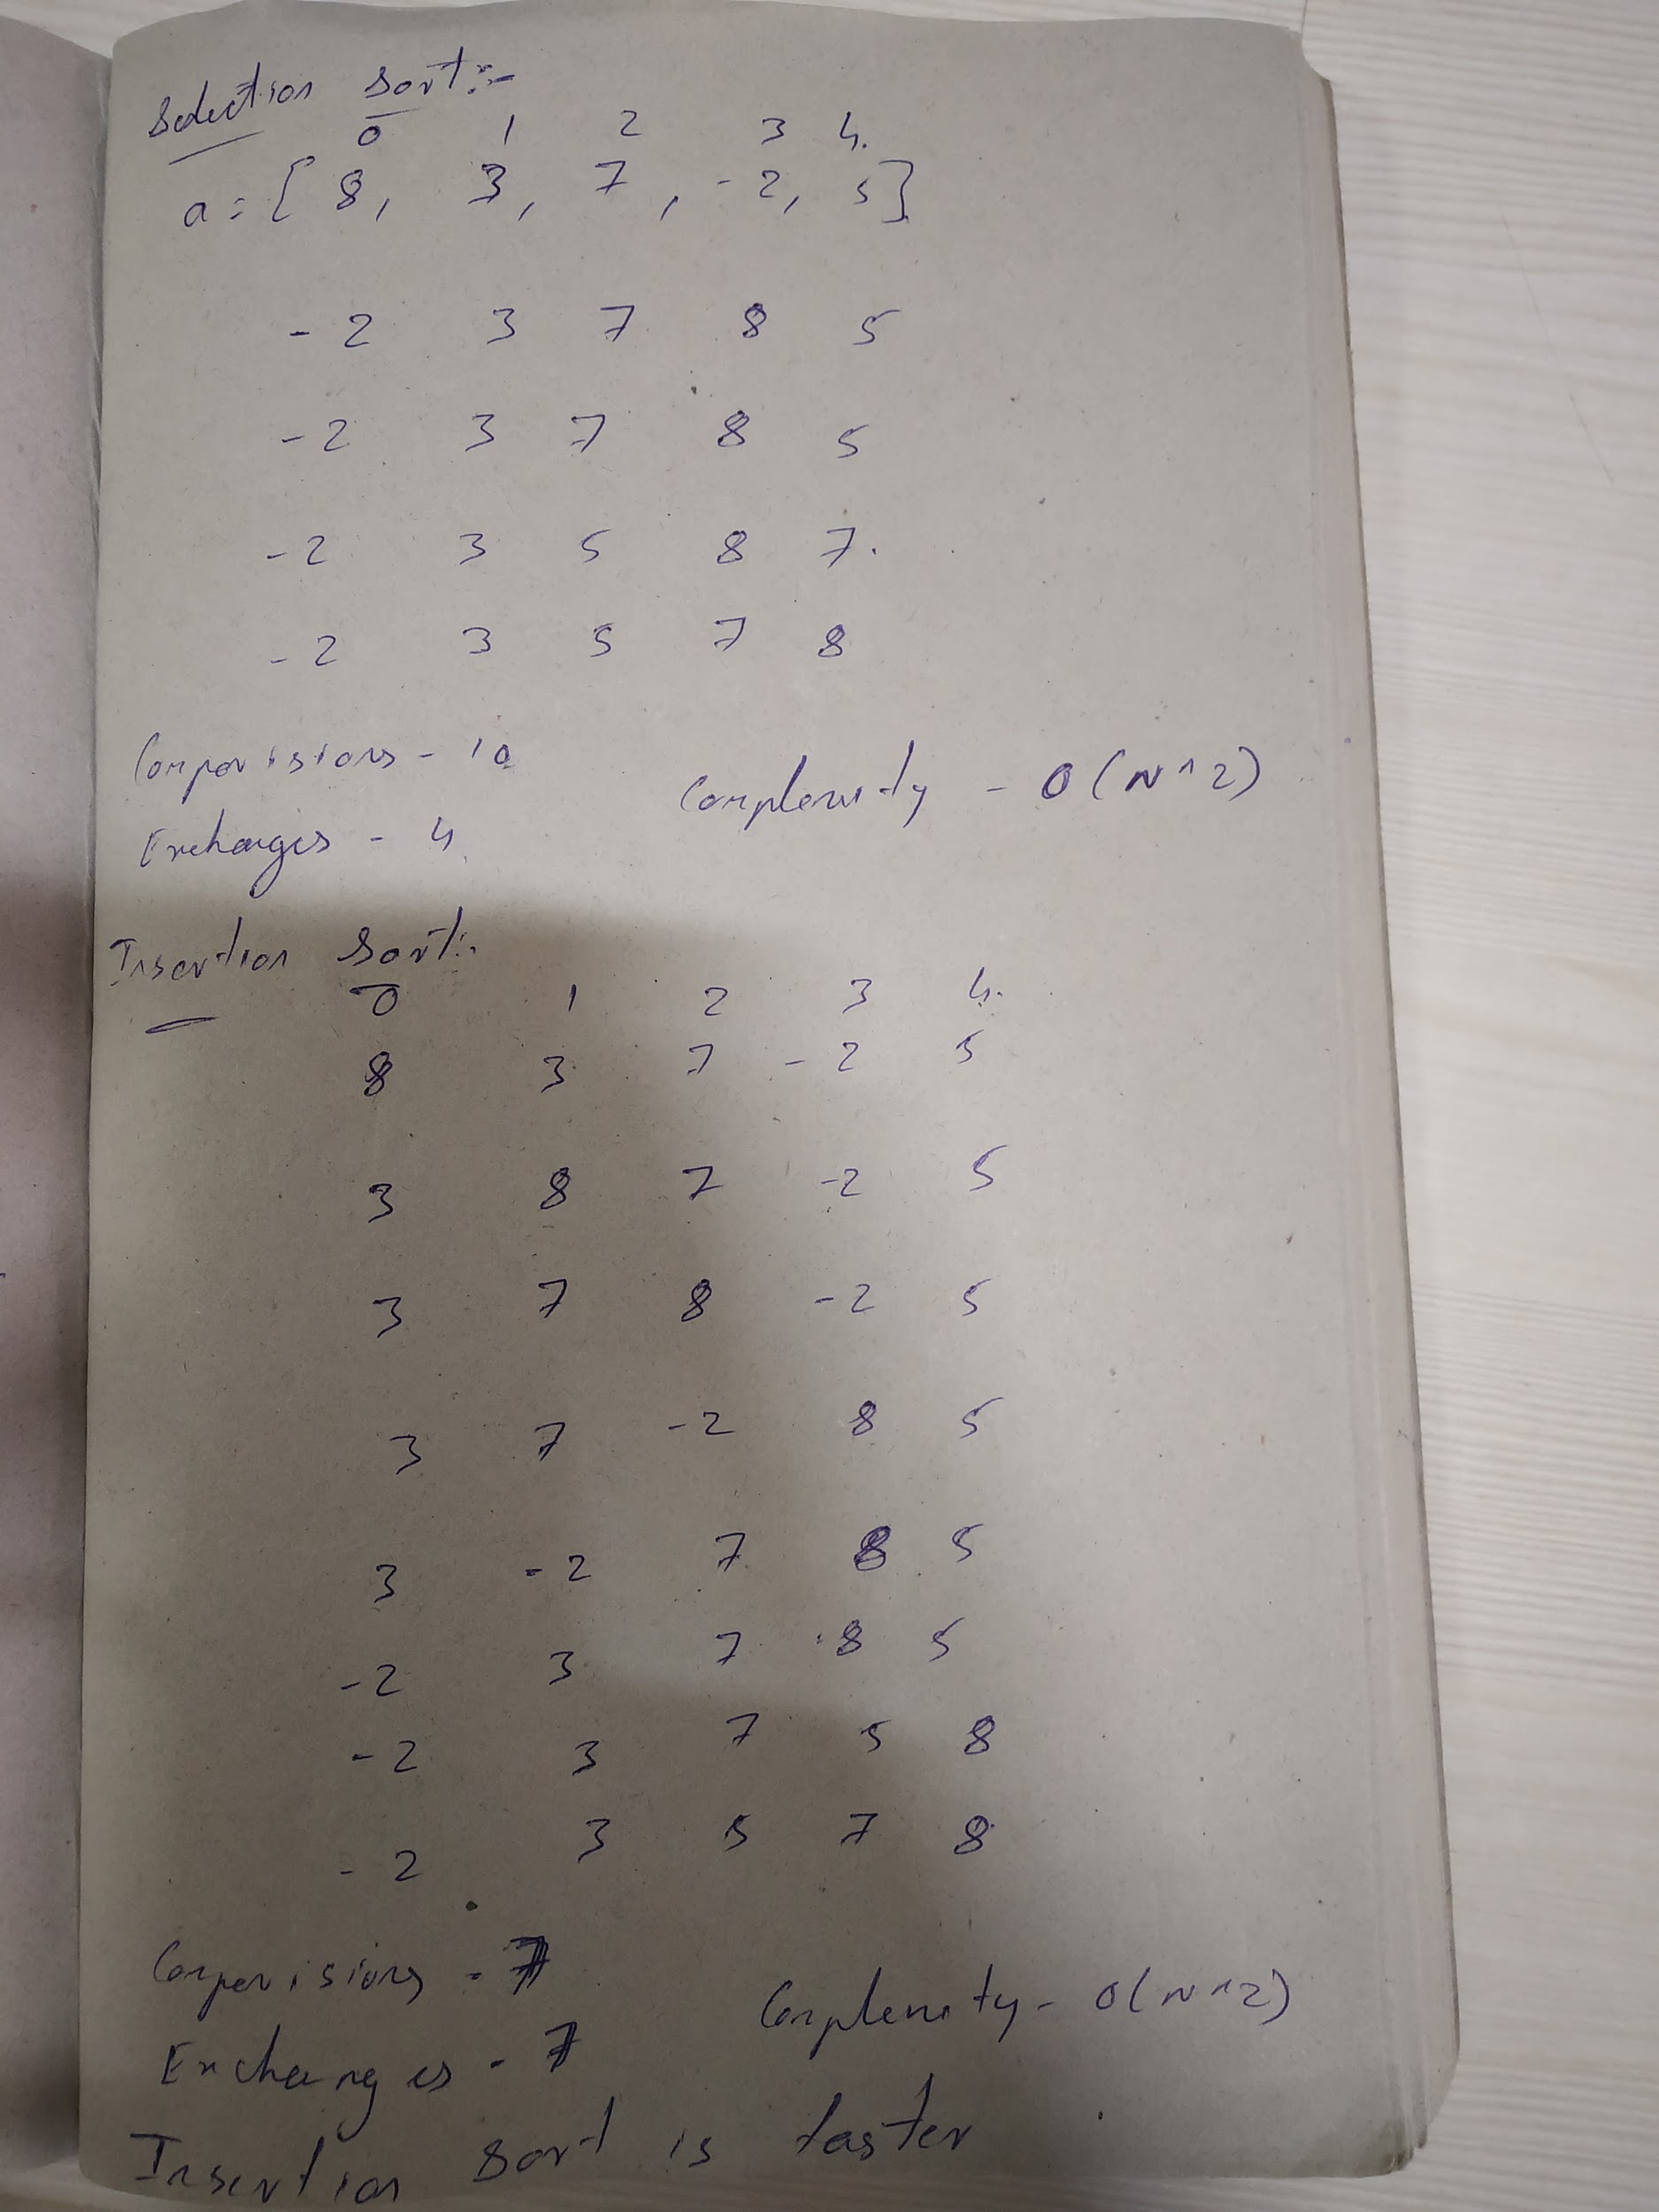 Selection Sort:-
0 1 2 3 4.
a = { 8, 3, 7, -2, 5 }
-2 3 7 8 5
-2 3 7 8 5
-2 3 5 8 7.
-2 3 5 7 8
Comparisions - 10
Complexity - O(N^2)
Exchanges - 4
Insertion Sort:-
0 1 2 3 4.
8 3 7 -2 5
3 8 7 -2 5
3 7 8 -2 5
3 7 -2 8 5
3 -2 7 8 5
-2 3 7 8 5
-2 3 7 5 8
-2 3 5 7 8
Comparisions - 7
Complexity - O(N^2)
Exchanges - 7
Insertion Sort is faster